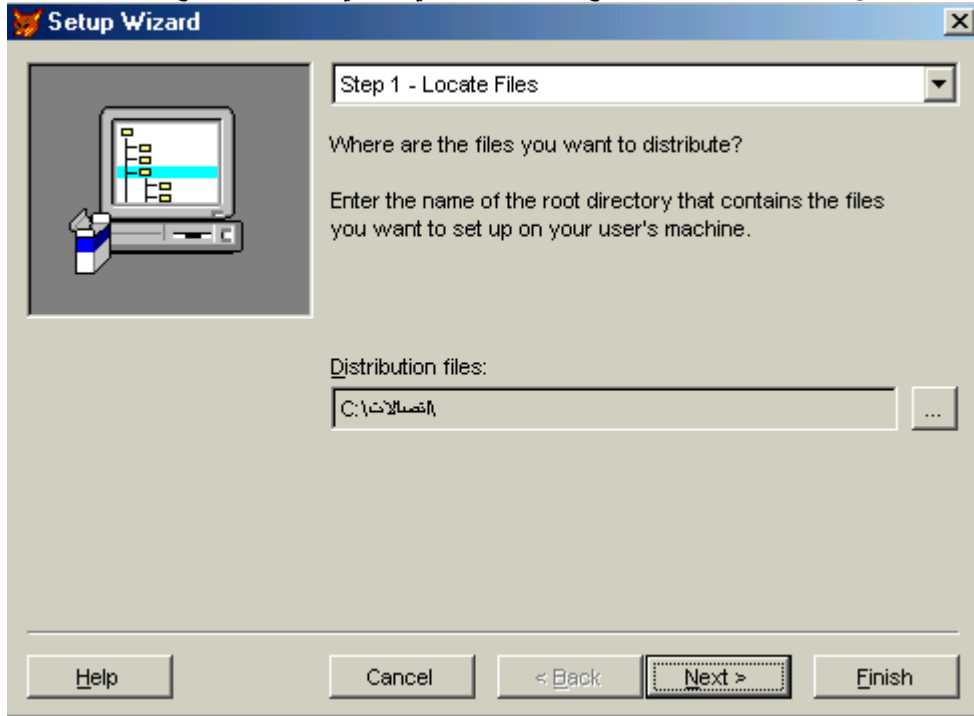 Setup Wizard
Step 1 - Locate Files
Where are the files you want to distribute?
Enter the name of the root directory that contains the files
you want to set up on your user's machine.
Distribution files:
C:\اتصالات\
...
Help
Cancel
< Back
Next >
Finish